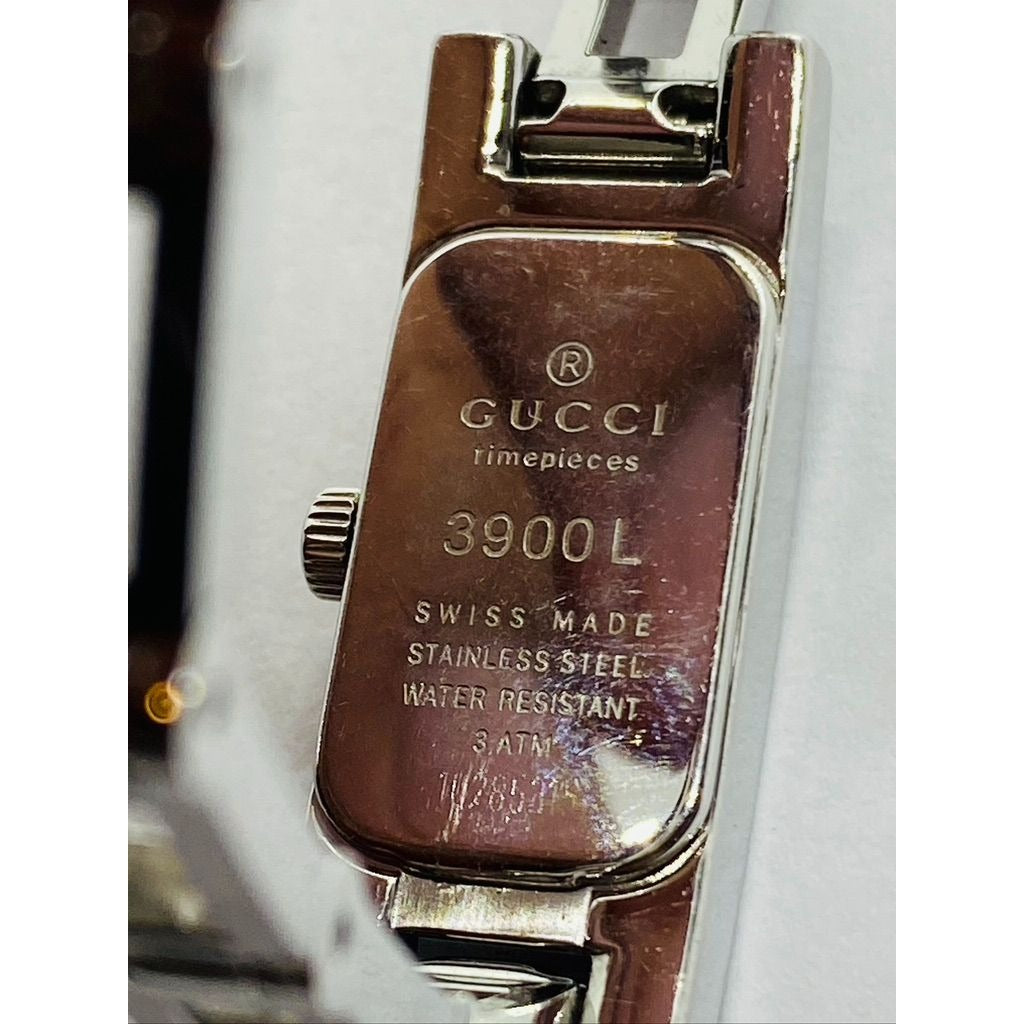 ®
GUCCI
timepieces
3900L
SWISS MADE
STAINLESS STEEL
WATER RESISTANT
3 ATM